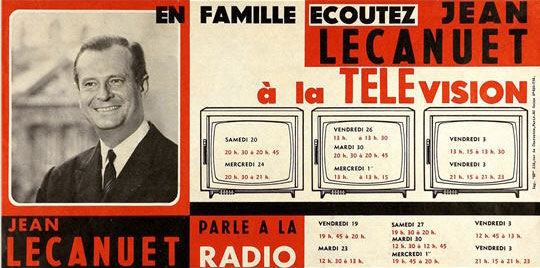 EN FAMILLE ECOUTEZ JEAN
LECANUET
à la TELEVISION
SAMEDI 20
20 h. 30 à 20 h. 45
MERCREDI 24
20 h. 30 à 21 h.
VENDREDI 26
13 h. à 13 h. 30
MARDI 30
20 h. 30 à 20 h. 45
MERCREDI 1er
13 h. à 13 h. 15
VENDREDI 3
13 h. 15 à 13 h. 30
VENDREDI 3
21 h. 15 à 21 h. 23
JEAN
LECANUET
PARLE A LA
RADIO
VENDREDI 19
19 h. 45 à 20 h.
MARDI 23
12 h. 30 à 13 h.
SAMEDI 27
19 h. 30 à 20 h.
MARDI 30
12 h. 30 à 12 h. 45
MERCREDI 1er
19 h. 45 à 20 h.
VENDREDI 3
12 h. 45 à 13 h.
VENDREDI 3
21 h. 15 à 21 h. 23